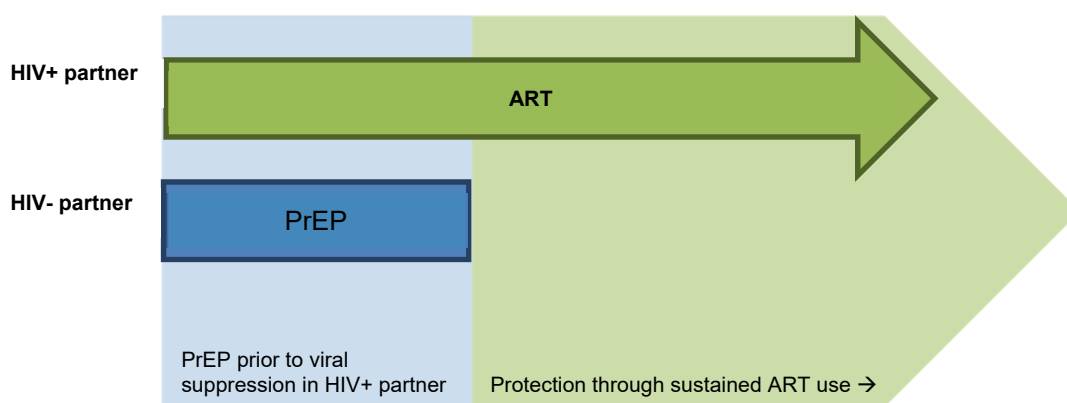 HIV+ partner
ART
HIV- partner
PrEP
PrEP prior to viral
suppression in HIV+ partner
Protection through sustained ART use →